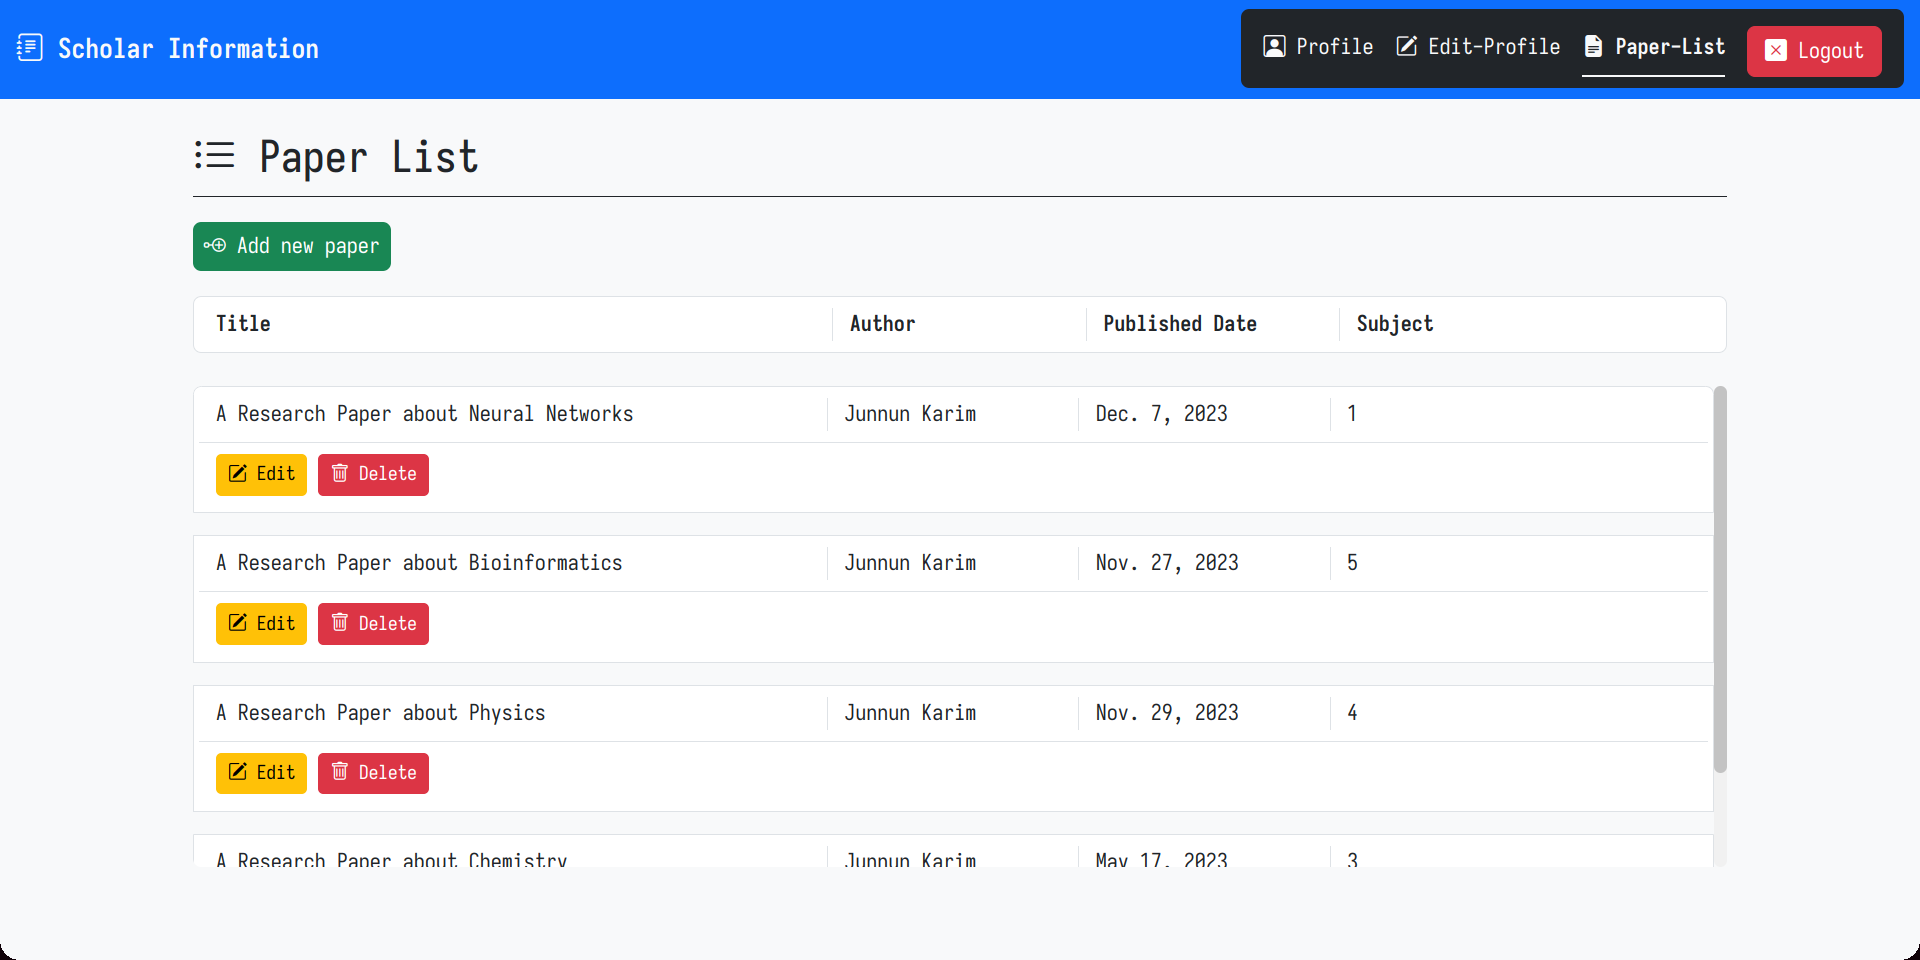 Scholar Information
Profile Edit-Profile Paper-List Logout
Paper List
Add new paper
Title Author Published Date Subject
A Research Paper about Neural Networks Junnun Karim Dec. 7, 2023 1
Edit Delete
A Research Paper about Bioinformatics Junnun Karim Nov. 27, 2023 5
Edit Delete
A Research Paper about Physics Junnun Karim Nov. 29, 2023 4
Edit Delete
A Research Paper about Chemistry Junnun Karim May 17, 2023 3